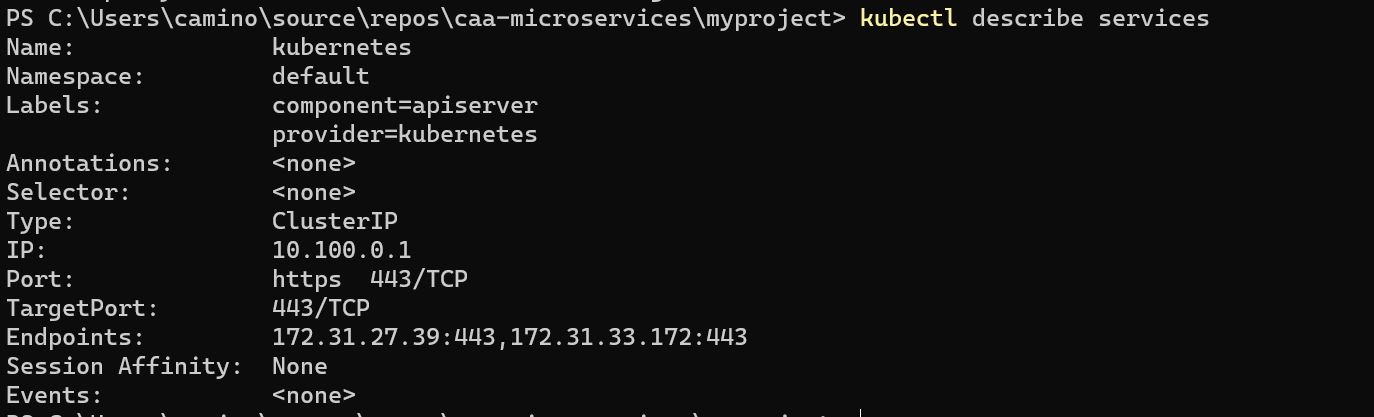 PS C:\Users\camino\source\repos\caa-microservices\myproject> kubectl describe services
Name:              kubernetes
Namespace:         default
Labels:            component=apiserver
                   provider=kubernetes
Annotations:       <none>
Selector:          <none>
Type:              ClusterIP
IP:                10.100.0.1
Port:              https  443/TCP
TargetPort:        443/TCP
Endpoints:         172.31.27.39:443,172.31.33.172:443
Session Affinity:  None
Events:            <none>